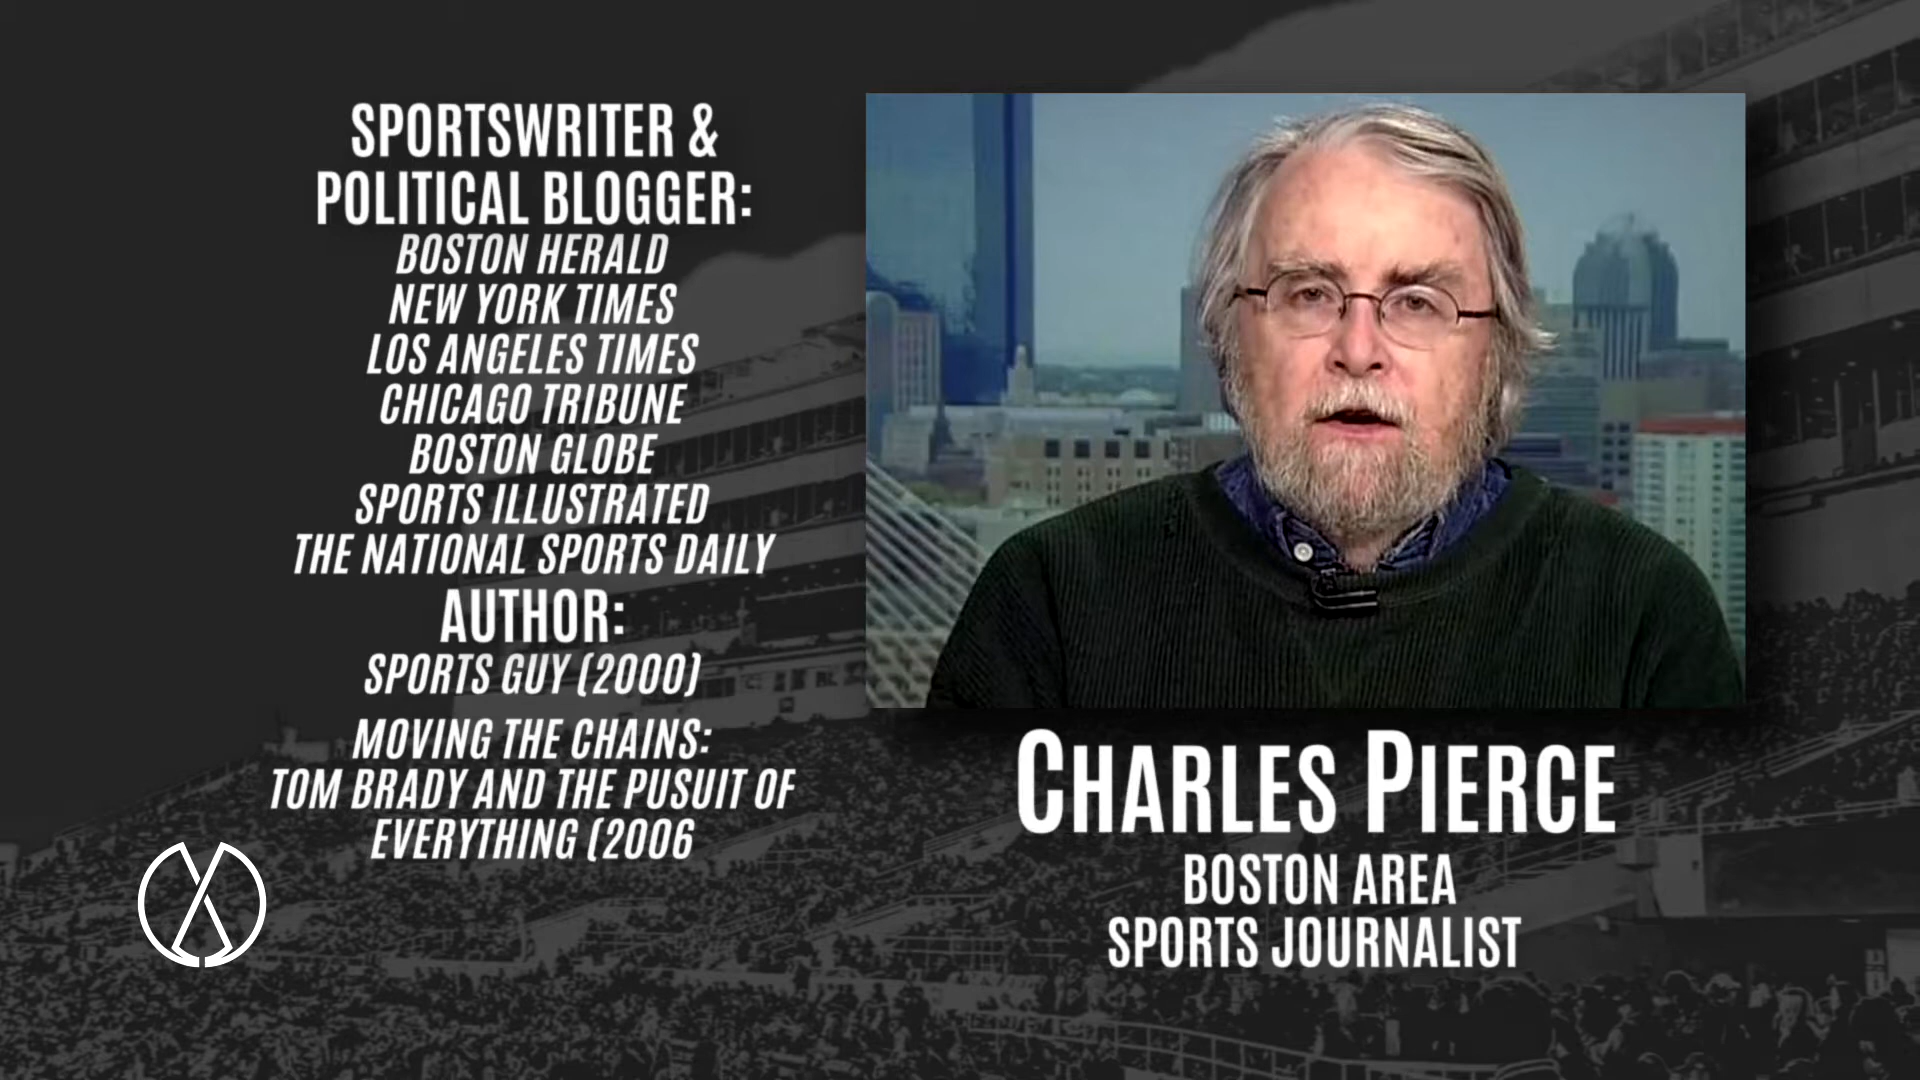 SPORTSWRITER &
POLITICAL BLOGGER:
BOSTON HERALD
NEW YORK TIMES
LOS ANGELES TIMES
CHICAGO TRIBUNE
BOSTON GLOBE
SPORTS ILLUSTRATED
THE NATIONAL SPORTS DAILY
AUTHOR:
SPORTS GUY (2000)
MOVING THE CHAINS:
TOM BRADY AND THE PUSUIT OF
EVERYTHING (2006
CHARLES PIERCE
BOSTON AREA
SPORTS JOURNALIST